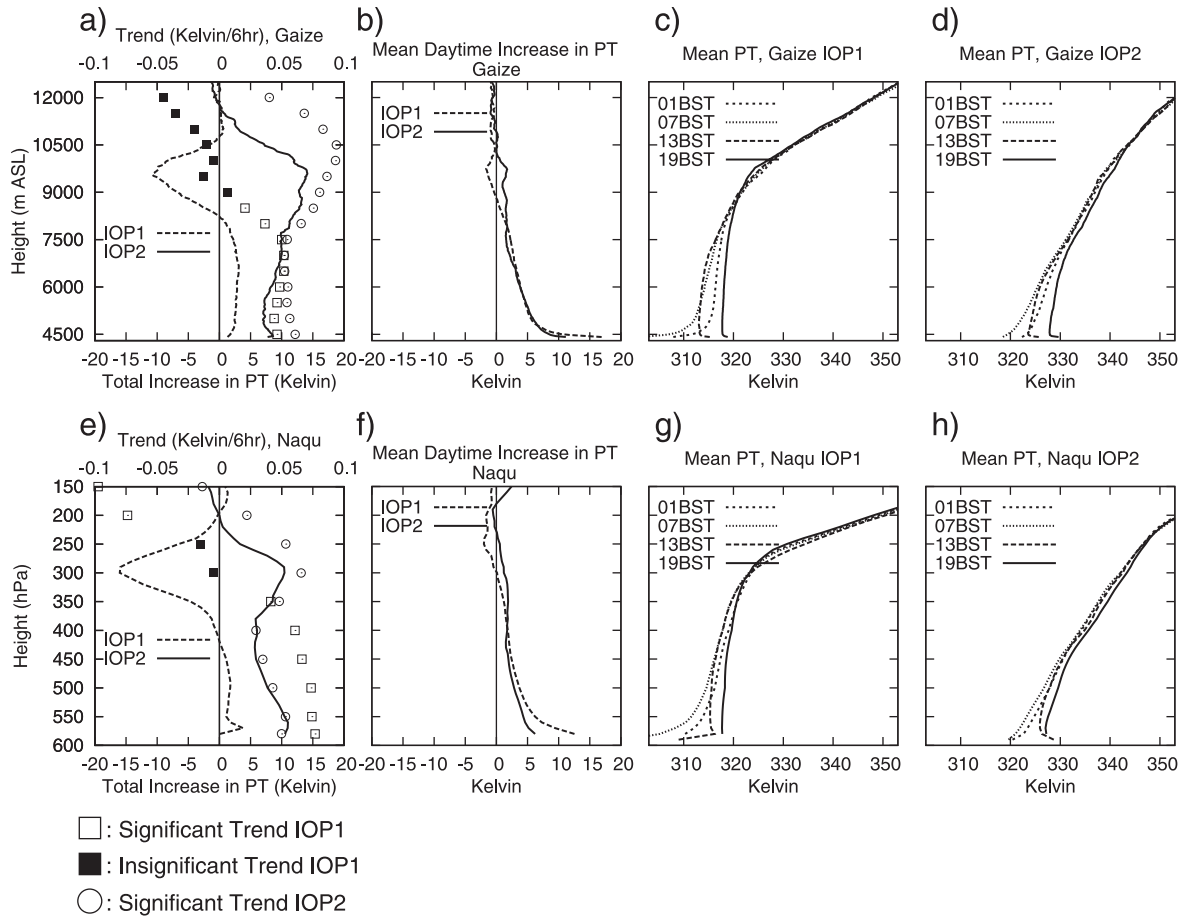 a)
Trend (Kelvin/6hr), Gaize
-0.1 -0.05 0 0.05 0.1
12000
10500
9000
7500
6000
4500
Height (m ASL)
IOP1
IOP2
-20 -15 -10 -5 0 5 10 15 20
Total Increase in PT (Kelvin)
b)
Mean Daytime Increase in PT
Gaize
IOP1
IOP2
-20 -15 -10 -5 0 5 10 15 20
Kelvin
c)
Mean PT, Gaize IOP1
01BST
07BST
13BST
19BST
310 320 330 340 350
Kelvin
d)
Mean PT, Gaize IOP2
01BST
07BST
13BST
19BST
310 320 330 340 350
Kelvin
e)
Trend (Kelvin/6hr), Naqu
-0.1 -0.05 0 0.05 0.1
150
200
250
300
350
400
450
500
550
600
Height (hPa)
IOP1
IOP2
-20 -15 -10 -5 0 5 10 15 20
Total Increase in PT (Kelvin)
f)
Mean Daytime Increase in PT
Naqu
IOP1
IOP2
-20 -15 -10 -5 0 5 10 15 20
Kelvin
g)
Mean PT, Naqu IOP1
01BST
07BST
13BST
19BST
310 320 330 340 350
Kelvin
h)
Mean PT, Naqu IOP2
01BST
07BST
13BST
19BST
310 320 330 340 350
Kelvin
: Significant Trend IOP1
: Insignificant Trend IOP1
: Significant Trend IOP2